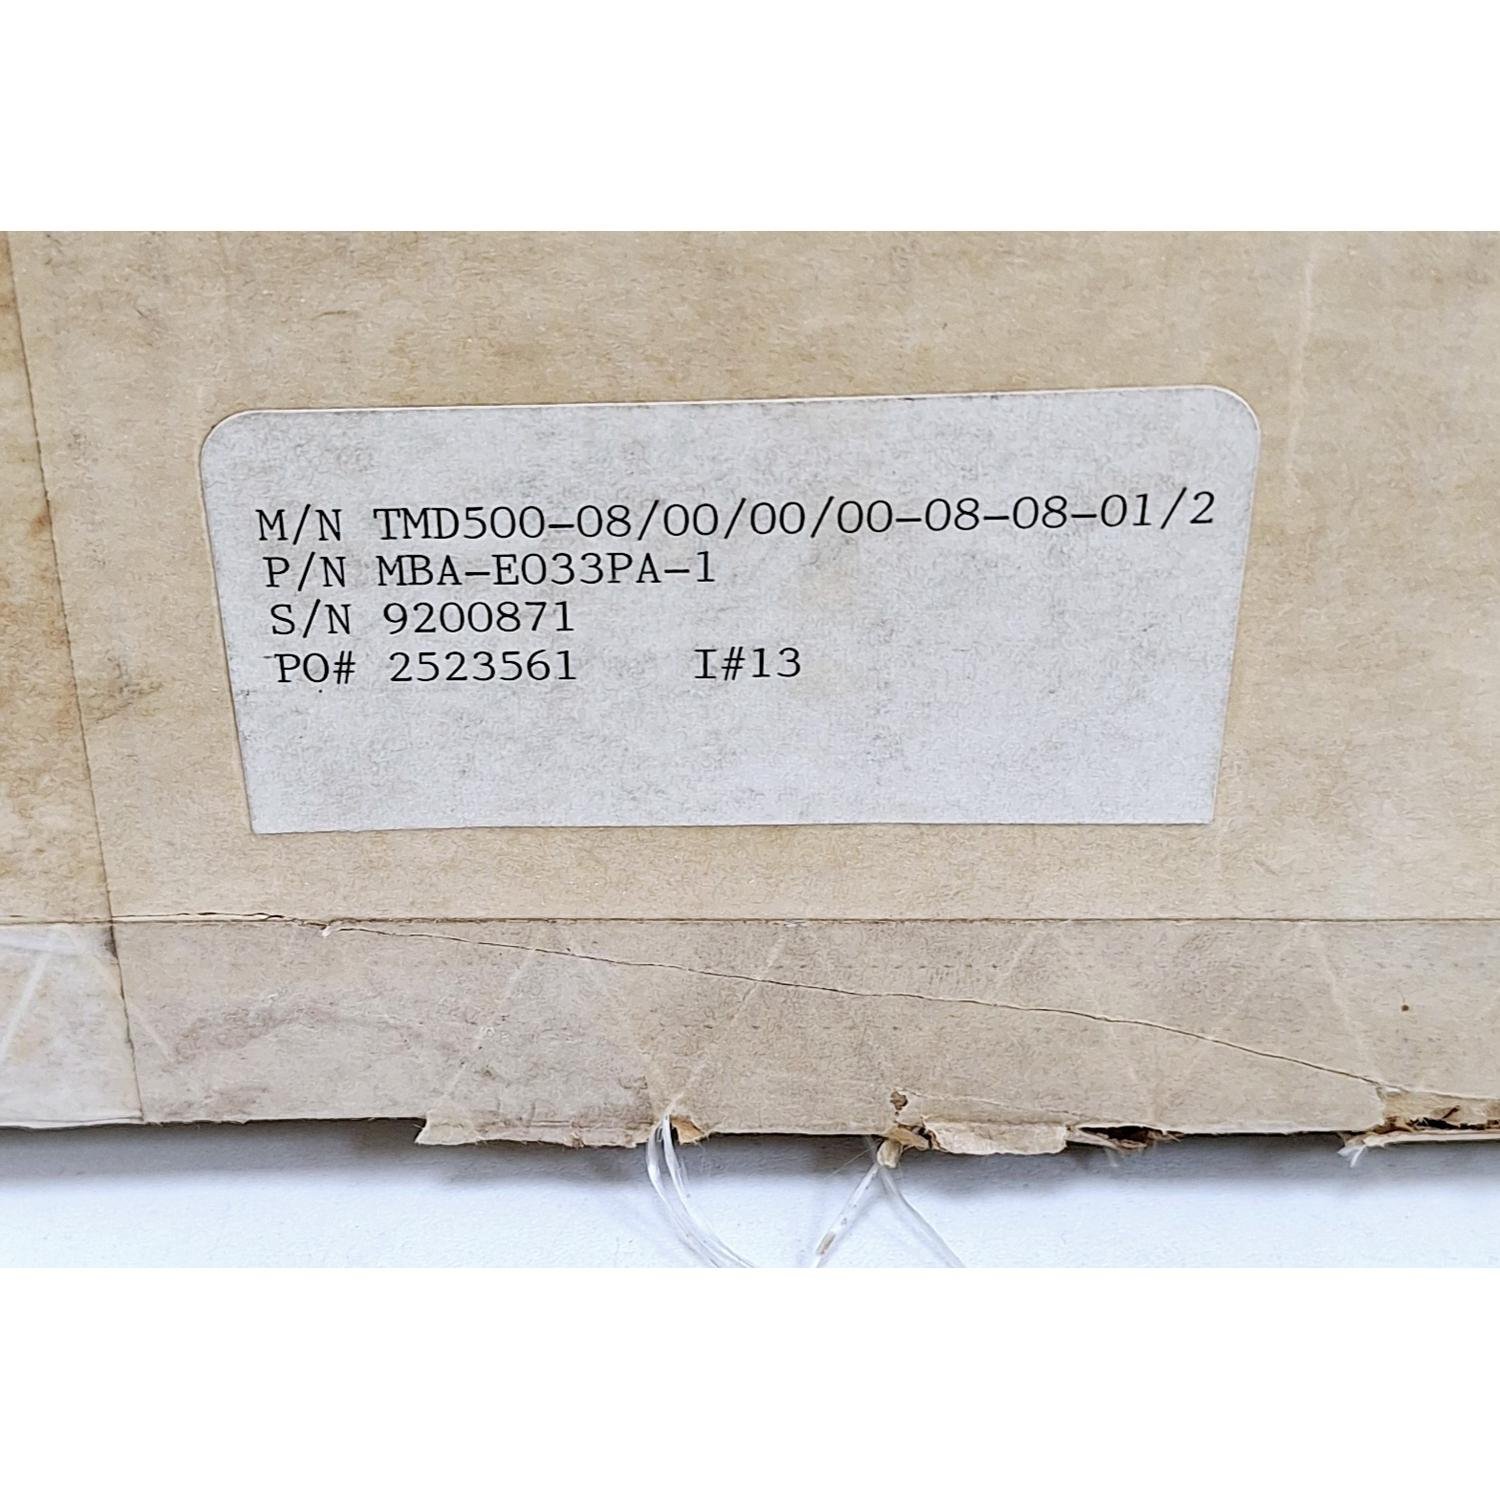 M/N TMD500-08/00/00/00-08-08-01/2
P/N MBA-E033PA-1
S/N 9200871
PO# 2523561 I#13